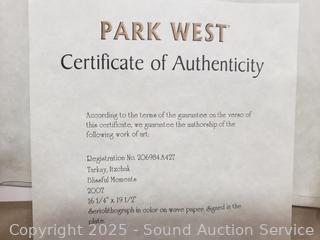 PARK WEST
Certificate of Authenticity
According to the terms of the guarantee on the verso of
this certificate, we guarantee the authorship of the
following work of art:
Registration No. 206984.A427
Tarkay, Itzchak
Blissful Moments
2007
16 1/4" x 19 1/2"
Seriolithograph in color on wove paper, signed in the
plate.
Copyright 2025 - Sound Auction Service